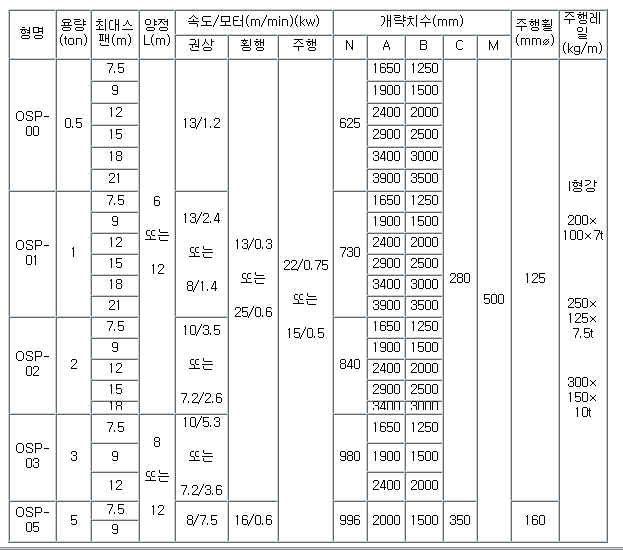 형명 용량(ton) 최대스팬(m) 양정L(m) 속도/모터(m/min)(kw) 개략치수(mm) 주행휠(mmø) 주행레일(kg/m)
권상 횡행 주행 N A B C M
OSP-00 0.5 7.5 6 또는 12 13/1.2 13/0.3 또는 25/0.6 22/0.75 또는 15/0.5 625 1650 1250 280 500 125 I형강 200×100×7t 250×125×7.5t 300×150×10t
9 1900 1500
12 2400 2000
15 2900 2500
18 3400 3000
21 3900 3500
OSP-01 1 7.5 13/2.4 또는 8/1.4 730 1650 1250
9 1900 1500
12 2400 2000
15 2900 2500
18 3400 3000
21 3900 3500
OSP-02 2 7.5 10/3.5 또는 7.2/2.6 840 1650 1250
9 1900 1500
12 2400 2000
15 2900 2500
18 3400 3000
OSP-03 3 7.5 8 또는 12 10/5.3 또는 7.2/3.6 980 1650 1250
9 1900 1500
12 2400 2000
OSP-05 5 7.5 8/7.5 16/0.6 996 2000 1500 350 160
9